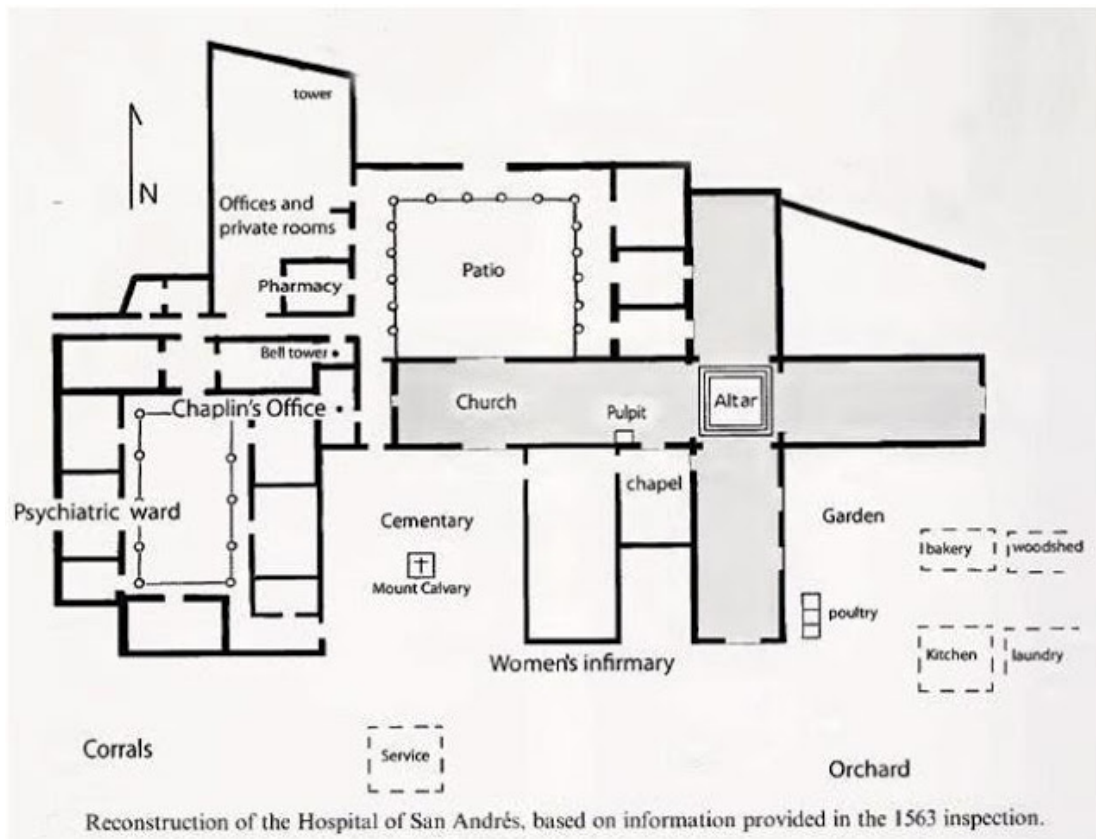 tower
N
Offices and
private rooms
Patio
Pharmacy
Bell tower
Chaplin's Office
Church
Pulpit
Altar
chapel
Psychiatric ward
Cementary
Garden
Mount Calvary
bakery
woodshed
poultry
Women's infirmary
Kitchen
laundry
Corrals
Service
Orchard
Reconstruction of the Hospital of San Andrés, based on information provided in the 1563 inspection.